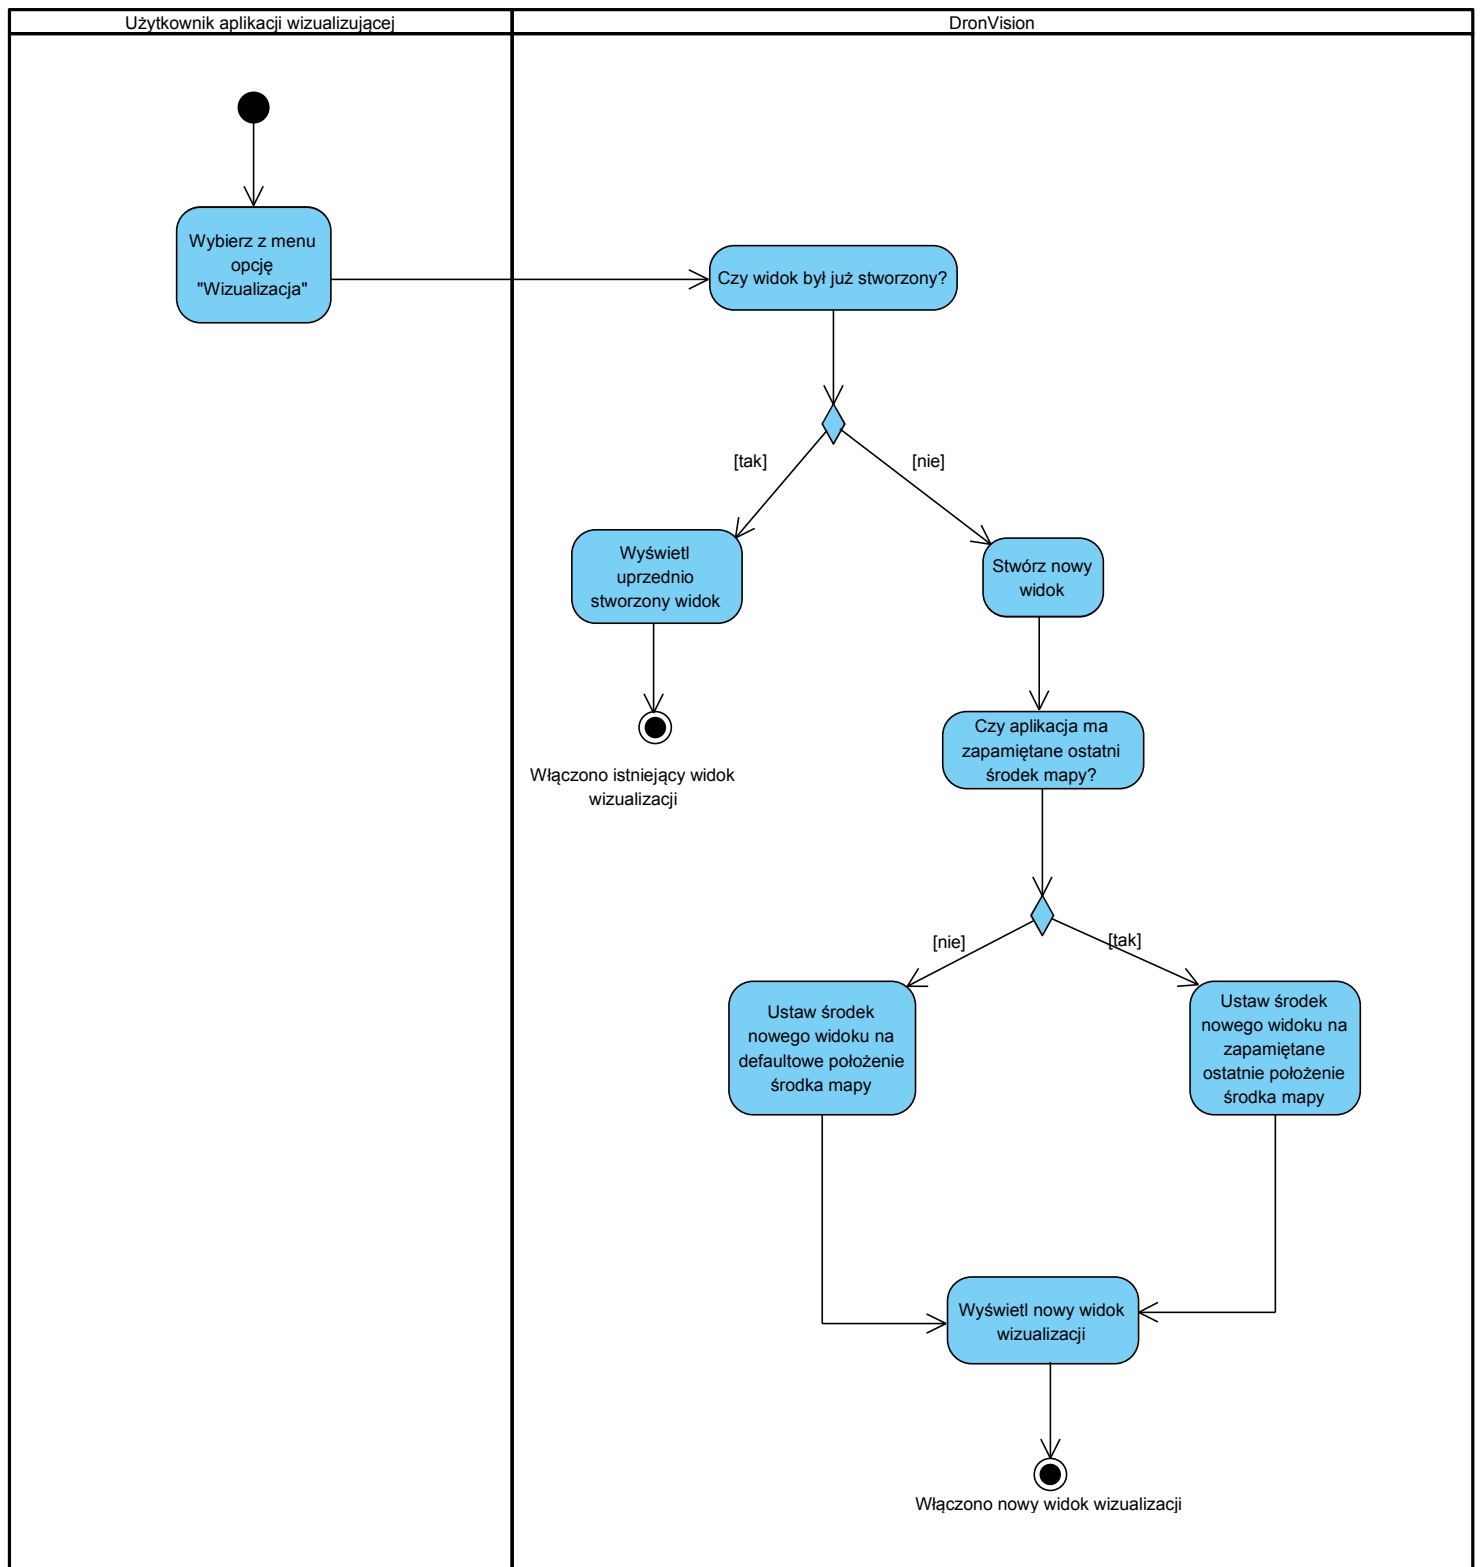 Użytkownik aplikacji wizualizującej
DronVision
Wybierz z menu
opcję
"Wizualizacja"
Czy widok był już stworzony?
[tak]
[nie]
Wyświetl
uprzednio
stworzony widok
Stwórz nowy
widok
Włączono istniejący widok
wizualizacji
Czy aplikacja ma
zapamiętane ostatni
środek mapy?
[nie]
[tak]
Ustaw środek
nowego widoku na
defaultowe położenie
środka mapy
Ustaw środek
nowego widoku na
zapamiętane
ostatnie położenie
środka mapy
Wyświetl nowy widok
wizualizacji
Włączono nowy widok wizualizacji